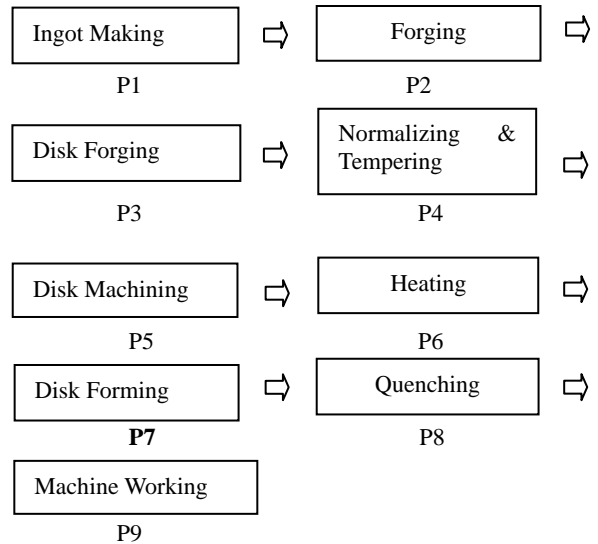 Ingot Making
Forging
P1
P2
Disk Forging
Normalizing &
Tempering
P3
P4
Disk Machining
Heating
P5
P6
Disk Forming
Quenching
P7
P8
Machine Working
P9